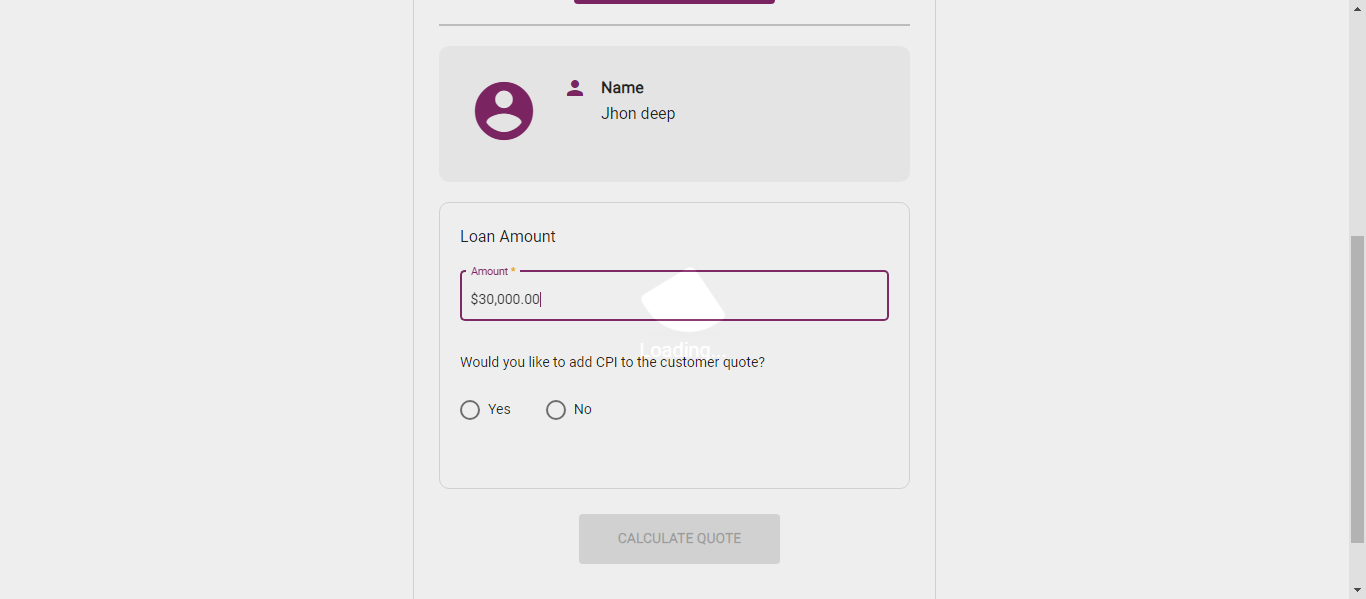 Name
Jhon deep
Loan Amount
Amount *
$30,000.00
Loading...
Would you like to add CPI to the customer quote?
Yes
No
CALCULATE QUOTE